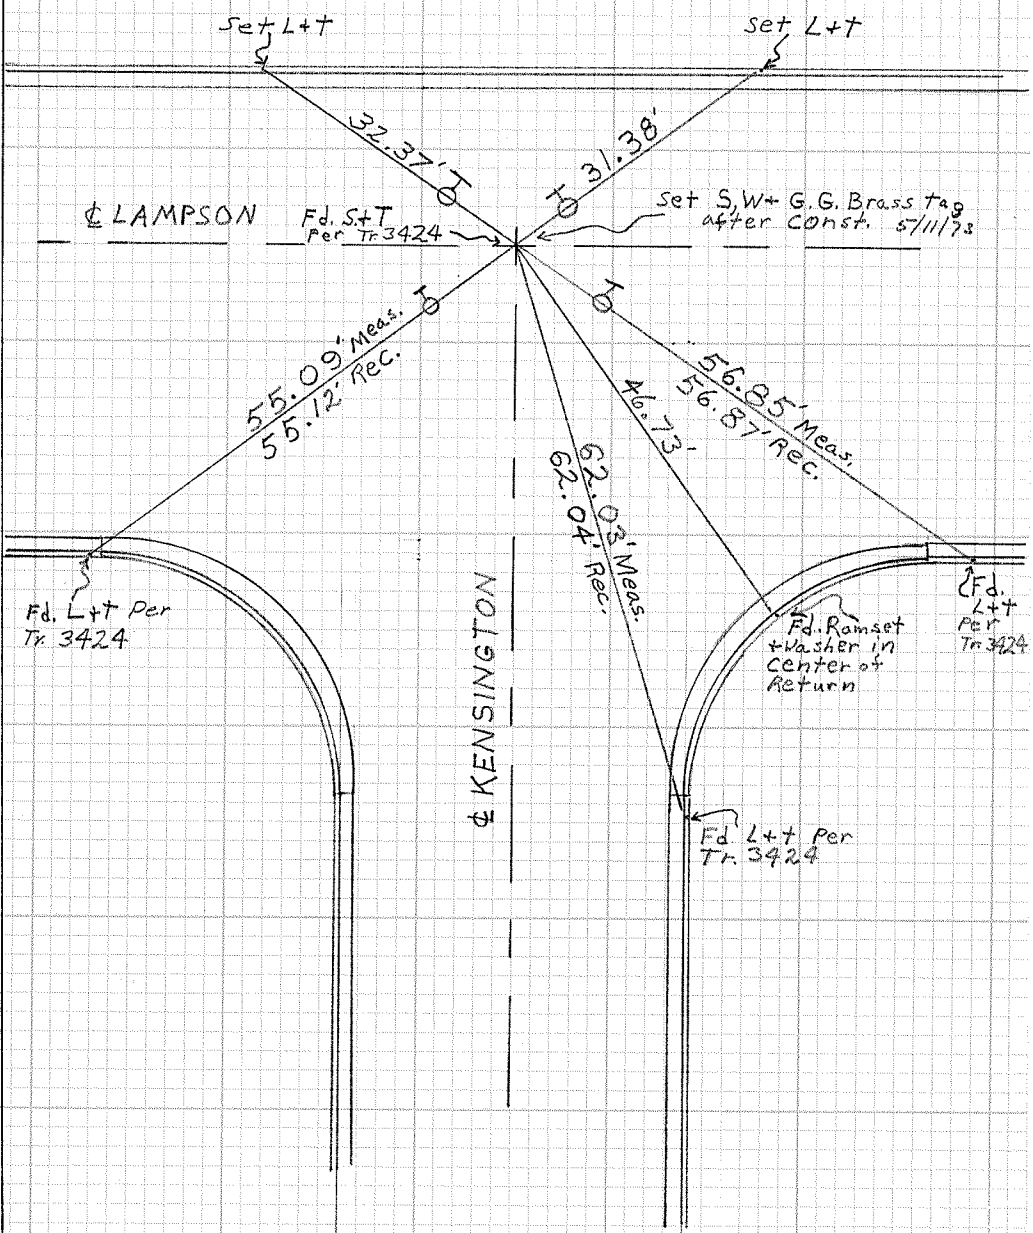 set L+T
set L+T
32.37'
31.38'
℄ LAMPSON
Fd. S+T
Per Tr. 3424
set S,W+ G.G. Brass tag
after Const. 5/11/73
55.09' Meas.
55.12' Rec.
56.85' Meas.
56.87' Rec.
46.73'
62.03' Meas.
62.04' Rec.
℄ KENSINGTON
Fd. L+T Per
Tr. 3424
Fd. Ramset
+ Washer in
Center of
Return
Fd.
L+T
Per
Tr. 3424
Fd L+T Per
Tr. 3424